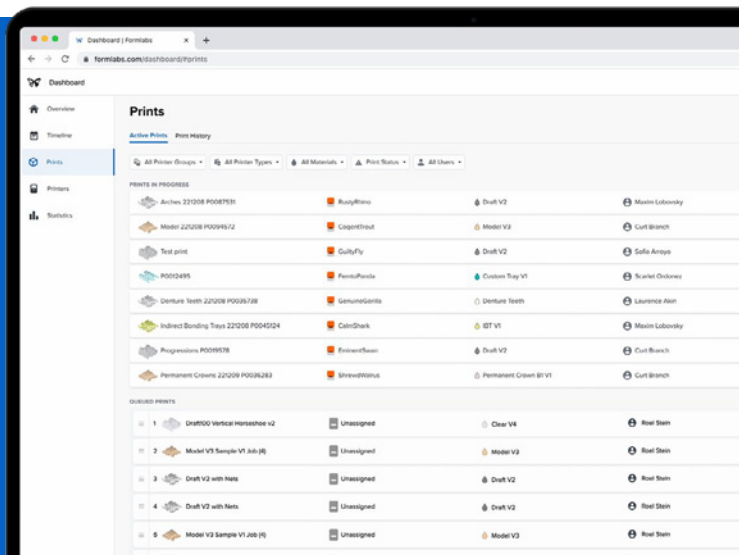 Dashboard | Formlabs
formlabs.com/dashboard/#prints
Dashboard
Overview
Timeline
Prints
Printers
Statistics
Prints
Active Prints Print History
All Printer Groups All Printer Types All Materials Print Status All Users
PRINTS IN PROGRESS
Arches 221208 P0087531 RustyRhino Draft V2 Maxim Lobovsky
Model 221208 P0094572 CogentTrout Model V3 Curt Branch
Test print GuiltyFly Draft V2 Sofia Arroyo
P0012495 FerretoPanda Custom Tray V1 Scarlet Ordonez
Denture Teeth 221208 P0035738 GenuineGorilla Denture Teeth Laurence Akin
Indirect Bonding Trays 221208 P0045124 CalmShark IBT V1 Maxim Lobovsky
Progressions P0019578 EminentSwan Draft V2 Curt Branch
Permanent Crowns 221209 P0036283 ShrewdWalrus Permanent Crown B1 V1 Curt Branch
QUEUED PRINTS
1 Draft100 Vertical Horseshoe v2 Unassigned Clear V4 Roel Stein
2 Model V3 Sample V1 Job (4) Unassigned Model V3 Roel Stein
3 Draft V2 with Nets Unassigned Draft V2 Roel Stein
4 Draft V2 with Nets Unassigned Draft V2 Roel Stein
5 Model V3 Sample V1 Job (4) Unassigned Model V3 Roel Stein